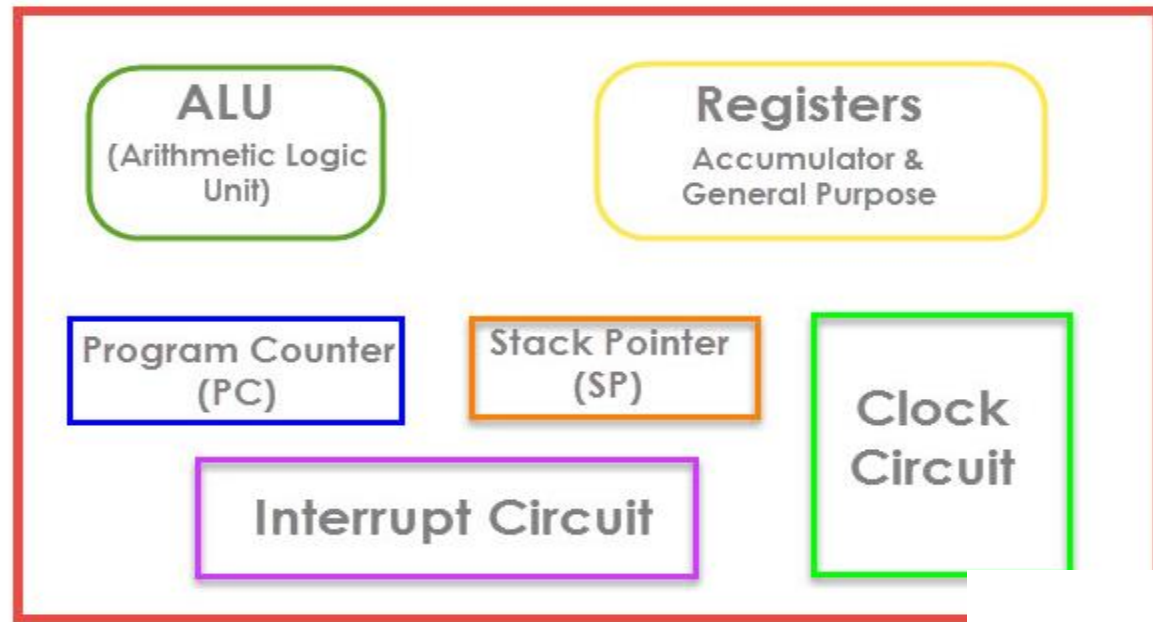 ALU
(Arithmetic Logic
Unit)
Registers
Accumulator &
General Purpose
Program Counter
(PC)
Stack Pointer
(SP)
Clock
Circuit
Interrupt Circuit